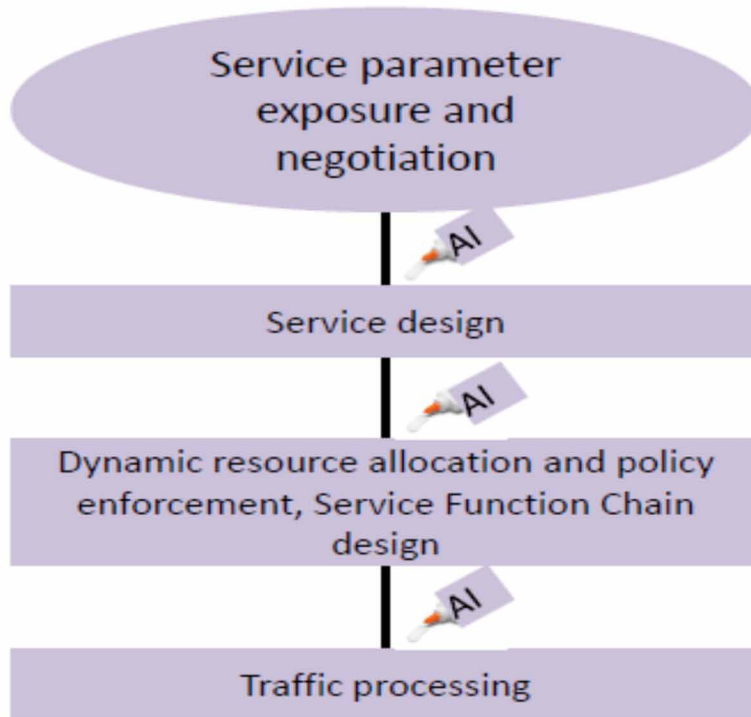 Service parameter
exposure and
negotiation
AI
Service design
AI
Dynamic resource allocation and policy
enforcement, Service Function Chain
design
AI
Traffic processing